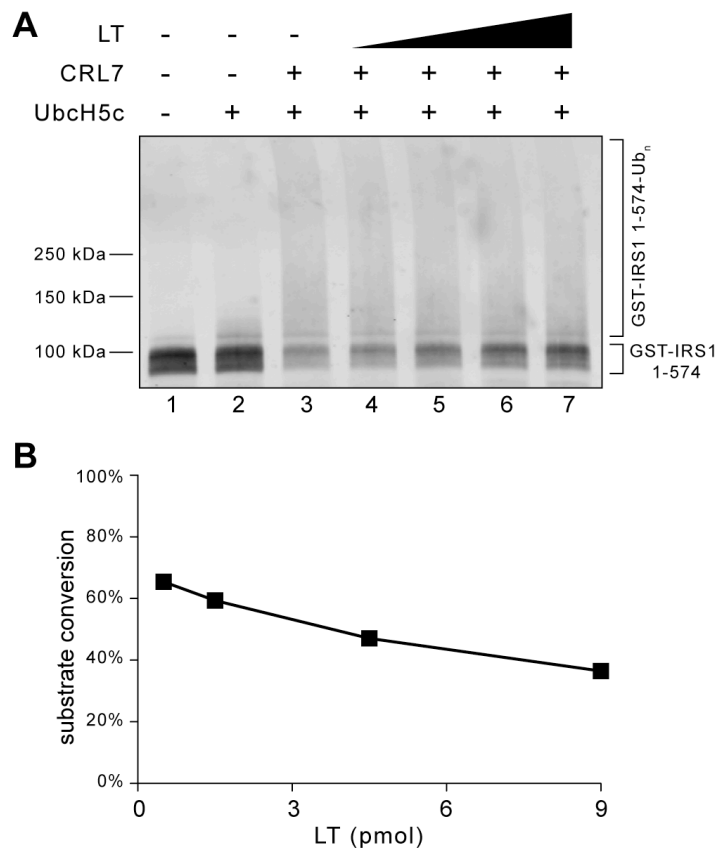 A
LT - - -
CRL7 - - + + + + +
UbcH5c - + + + + + +
250 kDa
150 kDa
100 kDa
GST-IRS1 1-574-Ubn
GST-IRS1
1-574
1 2 3 4 5 6 7
B
substrate conversion
100%
80%
60%
40%
20%
0%
0 3 6 9
LT (pmol)